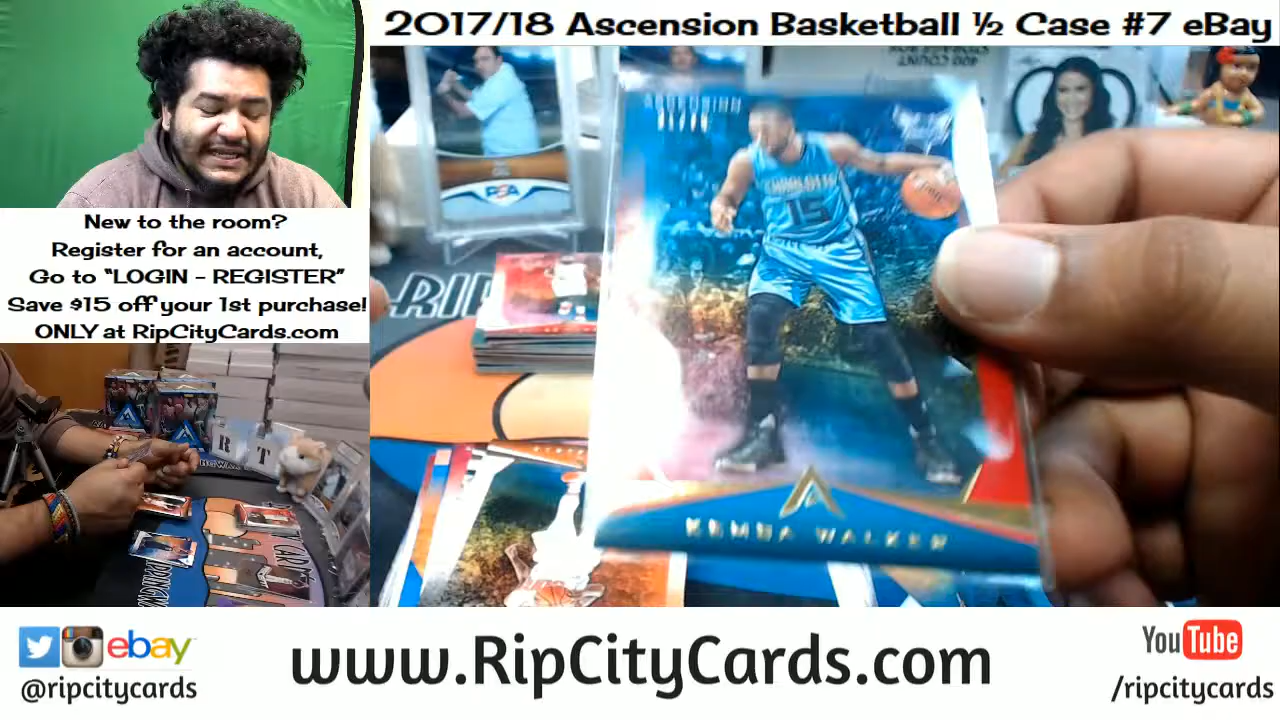 2017/18 Ascension Basketball ½ Case #7 eBay
New to the room?
Register for an account,
Go to “LOGIN – REGISTER”
Save $15 off your 1st purchase!
ONLY at RipCityCards.com
PSA
CHARLOTTE
15
KEMBA WALKER
RIP
R T
ebay
@ripcitycards
www.RipCityCards.com
YouTube
/ripcitycards